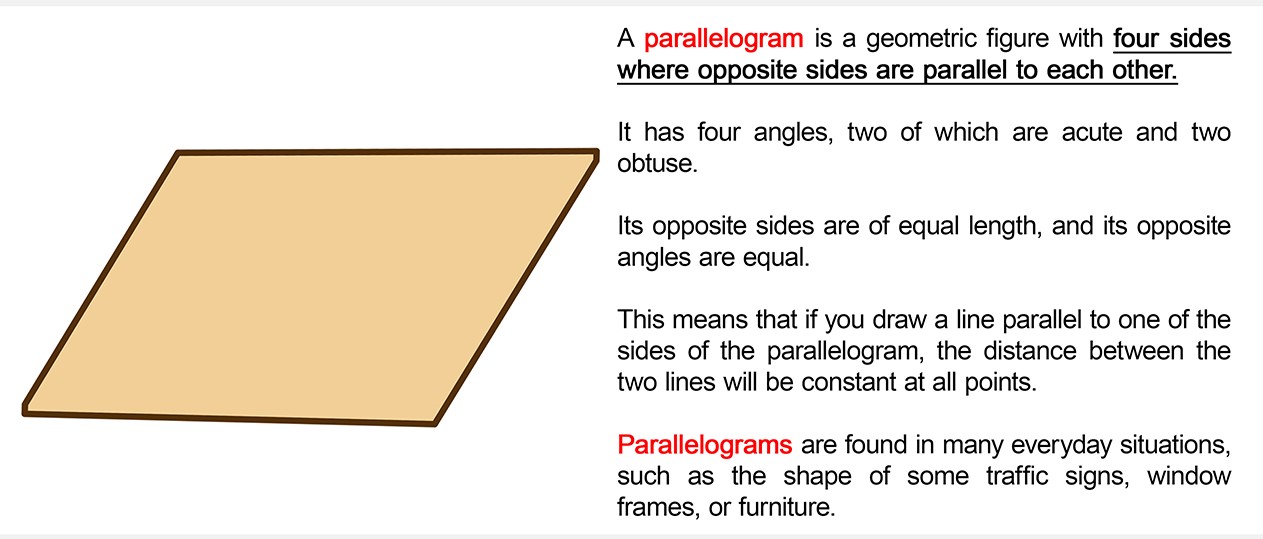 A parallelogram is a geometric figure with four sides
where opposite sides are parallel to each other.
It has four angles, two of which are acute and two
obtuse.
Its opposite sides are of equal length, and its opposite
angles are equal.
This means that if you draw a line parallel to one of the
sides of the parallelogram, the distance between the
two lines will be constant at all points.
Parallelograms are found in many everyday situations,
such as the shape of some traffic signs, window
frames, or furniture.